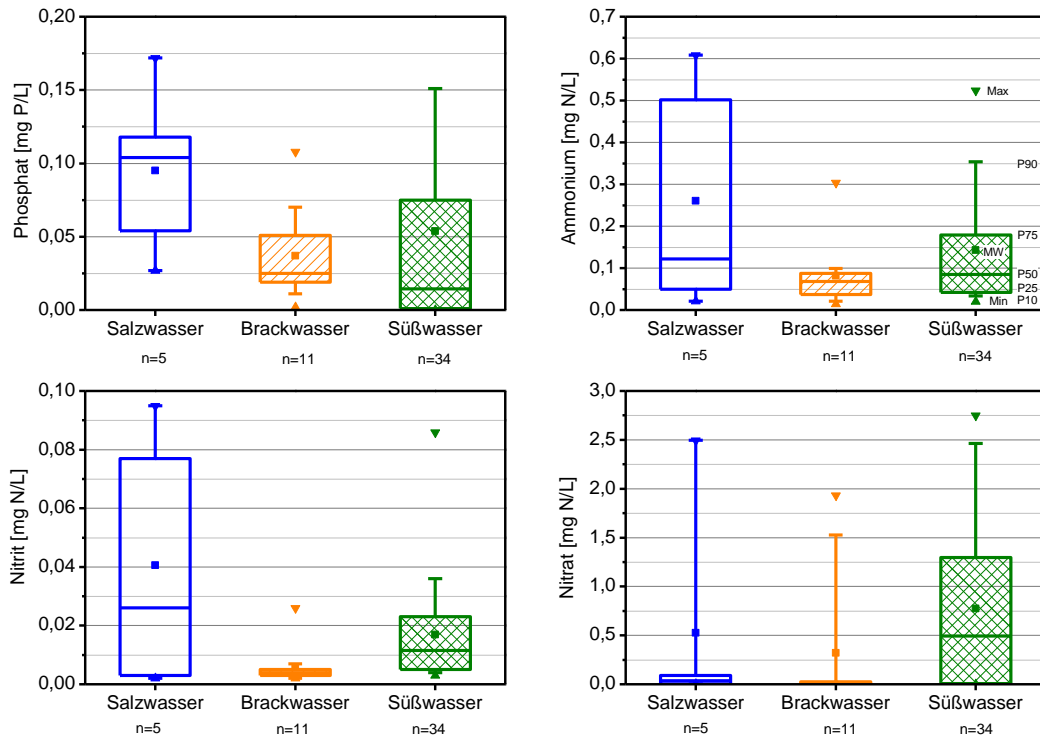 Phosphat [mg P/L]
0,20
0,15
0,10
0,05
0,00
Salzwasser Brackwasser Süßwasser
n=5 n=11 n=34
Ammonium [mg N/L]
0,7
0,6
0,5
0,4
0,3
0,2
0,1
0,0
Max
P90
P75
MW
P50
P25
Min P10
Salzwasser Brackwasser Süßwasser
n=5 n=11 n=34
Nitrit [mg N/L]
0,10
0,08
0,06
0,04
0,02
0,00
Salzwasser Brackwasser Süßwasser
n=5 n=11 n=34
Nitrat [mg N/L]
3,0
2,5
2,0
1,5
1,0
0,5
0,0
Salzwasser Brackwasser Süßwasser
n=5 n=11 n=34